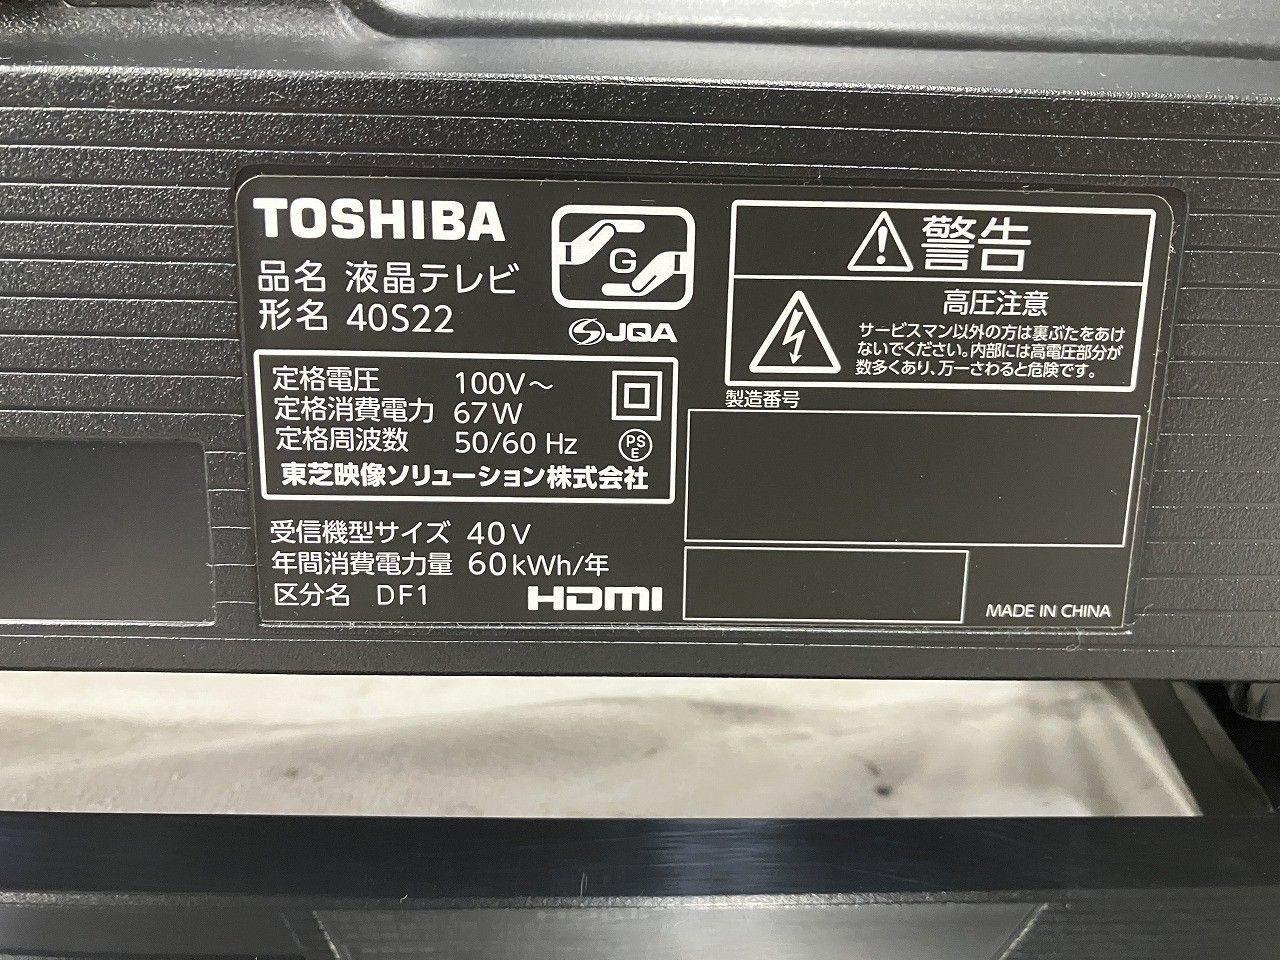 TOSHIBA
品名 液晶テレビ
形名 40S22
G
JQA
定格電圧 100V～
定格消費電力 67W
定格周波数 50/60 Hz
PS
E
東芝映像ソリューション株式会社
受信機型サイズ 40V
年間消費電力量 60kWh/年
区分名 DF1
HDMI
警告
高圧注意
サービスマン以外の方は裏ぶたをあけ
ないでください。内部には高電圧部分が
数多くあり、万一さわると危険です。
製造番号
MADE IN CHINA